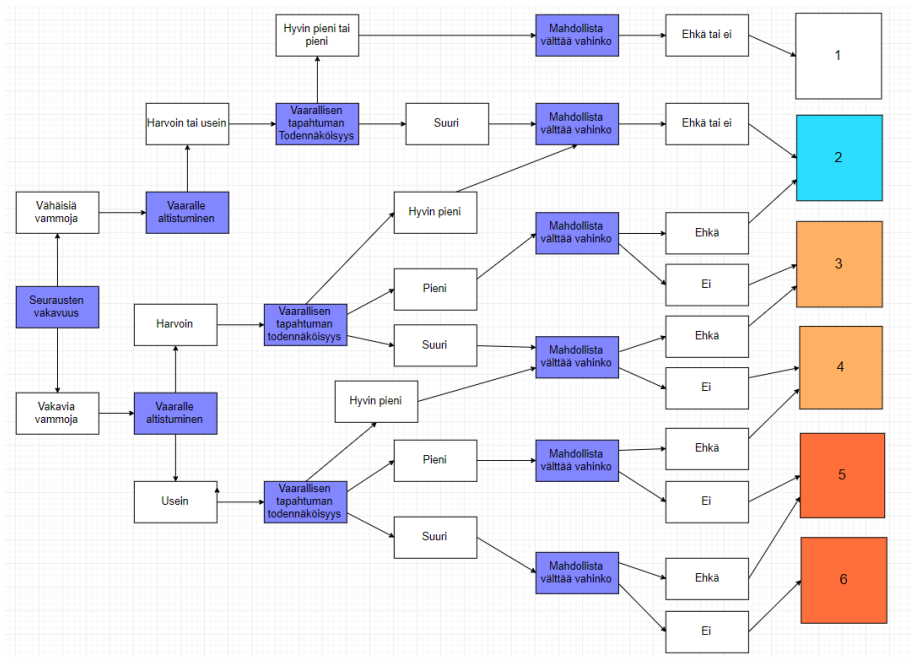 Hyvin pieni tai
pieni
Mahdollista
välttää vahinko
Ehkä tai ei
1
Harvoin tai usein
Vaarallisen
tapahtuman
Todennäköisyys
Suuri
Mahdollista
välttää vahinko
Ehkä tai ei
2
Vähäisiä
vammoja
Vaaralle
altistuminen
Hyvin pieni
Mahdollista
välttää vahinko
Ehkä
Ei
3
Seurausten
vakavuus
Harvoin
Vaarallisen
tapahtuman
todennäköisyys
Pieni
Suuri
Mahdollista
välttää vahinko
Ehkä
Ei
4
Vakavia
vammoja
Vaaralle
altistuminen
Hyvin pieni
Usein
Vaarallisen
tapahtuman
todennäköisyys
Pieni
Mahdollista
välttää vahinko
Ehkä
Ei
5
Suuri
Mahdollista
välttää vahinko
Ehkä
Ei
6